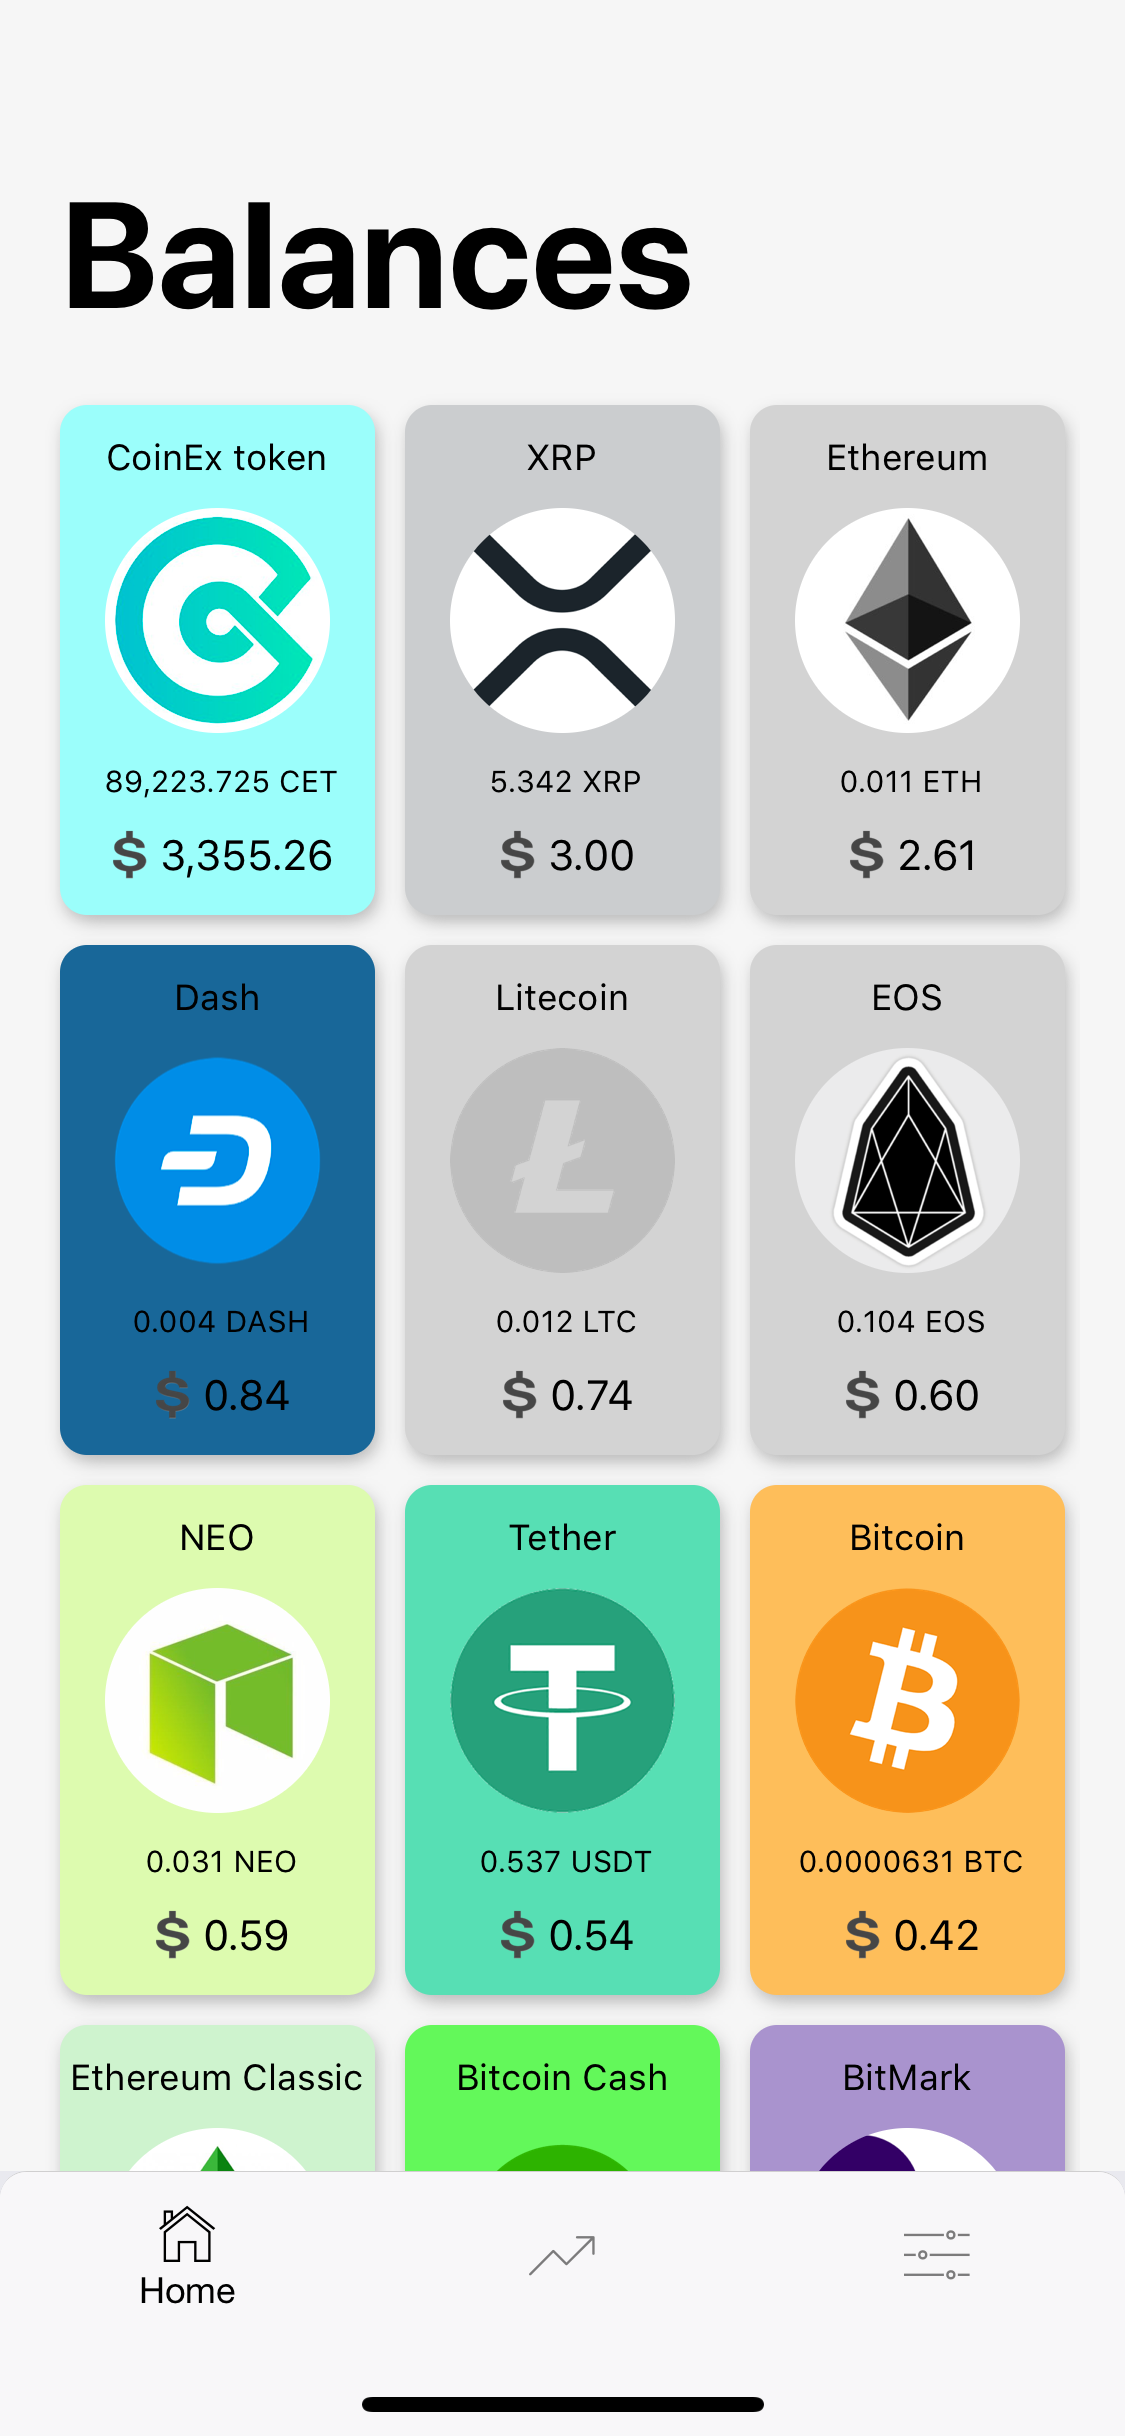 Balances
CoinEx token
XRP
Ethereum
89,223.725 CET
5.342 XRP
0.011 ETH
$ 3,355.26
$ 3.00
$ 2.61
Dash
Litecoin
EOS
0.004 DASH
0.012 LTC
0.104 EOS
$ 0.84
$ 0.74
$ 0.60
NEO
Tether
Bitcoin
0.031 NEO
0.537 USDT
0.0000631 BTC
$ 0.59
$ 0.54
$ 0.42
Ethereum Classic
Bitcoin Cash
BitMark
Home